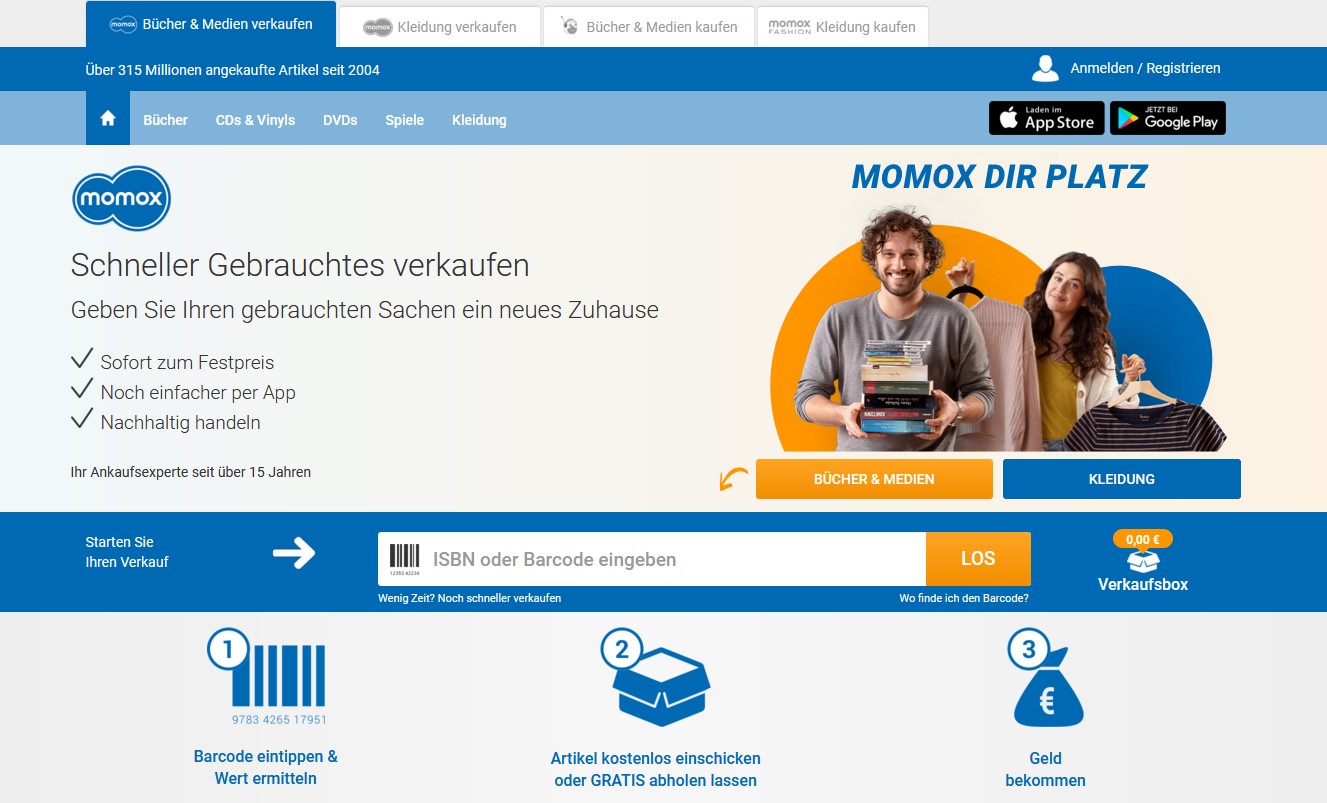 momox Bücher & Medien verkaufen
momox Kleidung verkaufen
Bücher & Medien kaufen
momox FASHION Kleidung kaufen
Über 315 Millionen angekaufte Artikel seit 2004
Anmelden / Registrieren
Bücher
CDs & Vinyls
DVDs
Spiele
Kleidung
Laden im
App Store
JETZT BEI
Google Play
momox
MOMOX DIR PLATZ
Schneller Gebrauchtes verkaufen
Geben Sie Ihren gebrauchten Sachen ein neues Zuhause
Sofort zum Festpreis
Noch einfacher per App
Nachhaltig handeln
Ihr Ankaufsexperte seit über 15 Jahren
BÜCHER & MEDIEN
KLEIDUNG
Starten Sie
Ihren Verkauf
ISBN oder Barcode eingeben
LOS
0,00 €
Verkaufsbox
Wenig Zeit? Noch schneller verkaufen
Wo finde ich den Barcode?
1
9783 4265 17951
Barcode eintippen &
Wert ermitteln
2
Artikel kostenlos einschicken
oder GRATIS abholen lassen
3
€
Geld
bekommen